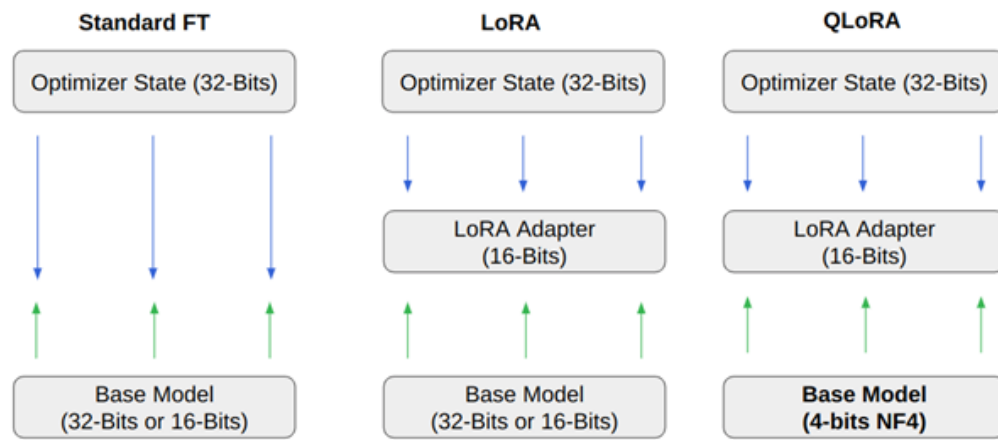 Standard FT
LoRA
QLoRA
Optimizer State (32-Bits)
Optimizer State (32-Bits)
Optimizer State (32-Bits)
LoRA Adapter
(16-Bits)
LoRA Adapter
(16-Bits)
Base Model
(32-Bits or 16-Bits)
Base Model
(32-Bits or 16-Bits)
Base Model
(4-bits NF4)